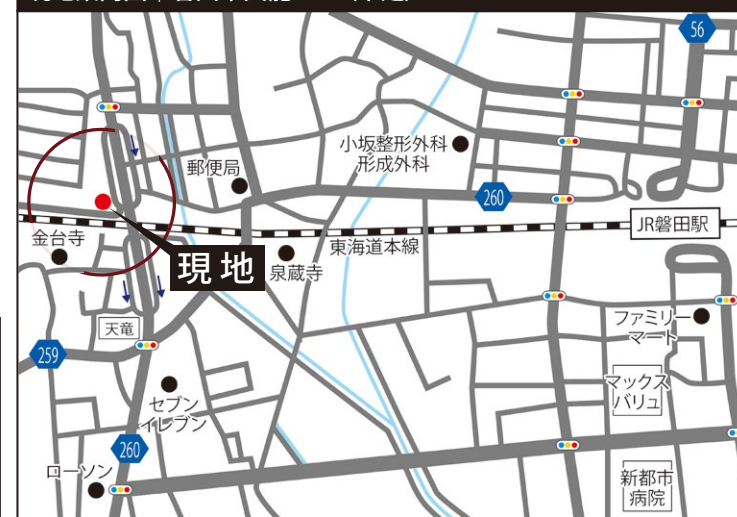 56
小坂整形外科
形成外科
郵便局
260
JR磐田駅
金台寺
現地
泉蔵寺
東海道本線
天竜
ファミリー
マート
259
マックス
バリュ
セブン
イレブン
260
ローソン
新都市
病院